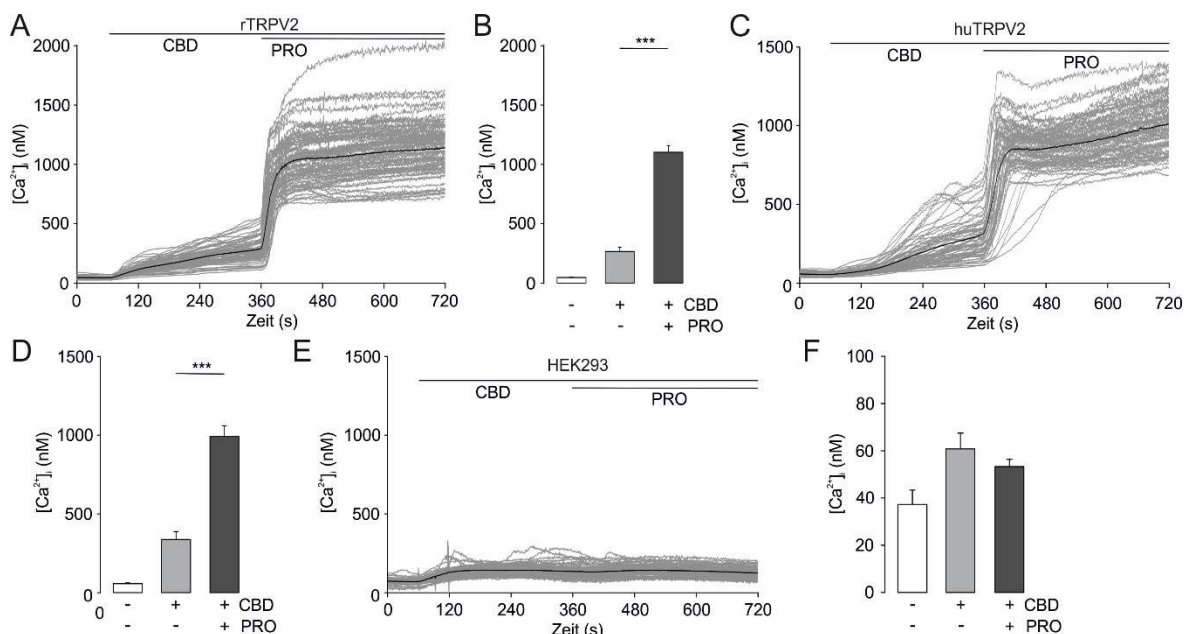 A
rTRPV2
CBD
PRO
[Ca²⁺]ᵢ (nM)
2000
1500
1000
500
0
0 120 240 360 480 600 720
Zeit (s)
B
***
[Ca²⁺]ᵢ (nM)
2000
1500
1000
500
0
- + + CBD
- - + PRO
C
huTRPV2
CBD
PRO
[Ca²⁺]ᵢ (nM)
1500
1000
500
0
0 120 240 360 480 600 720
Zeit (s)
D
***
[Ca²⁺]ᵢ (nM)
1500
1000
500
0
0
- + + CBD
- - + PRO
E
HEK293
CBD
PRO
[Ca²⁺]ᵢ (nM)
1500
1000
500
0
0 120 240 360 480 600 720
Zeit (s)
F
[Ca²⁺]ᵢ (nM)
100
80
60
40
20
0
- + + CBD
- - + PRO